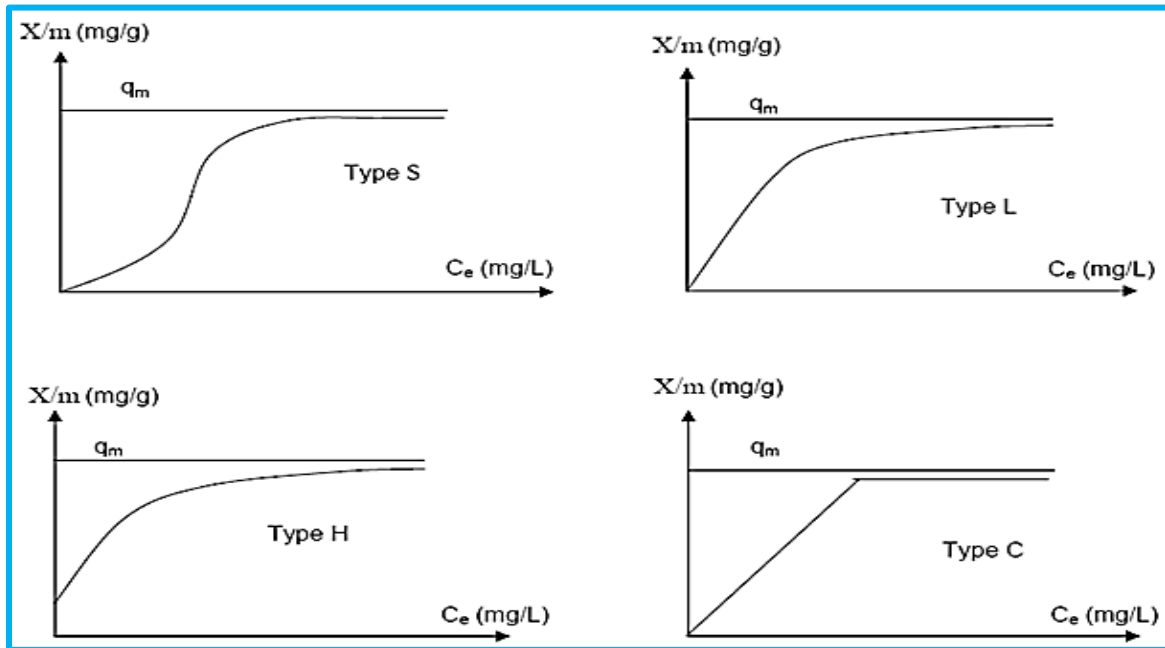 X/m (mg/g)
qm
Type S
Ce (mg/L)
X/m (mg/g)
qm
Type L
Ce (mg/L)
X/m (mg/g)
qm
Type H
Ce (mg/L)
X/m (mg/g)
qm
Type C
Ce (mg/L)